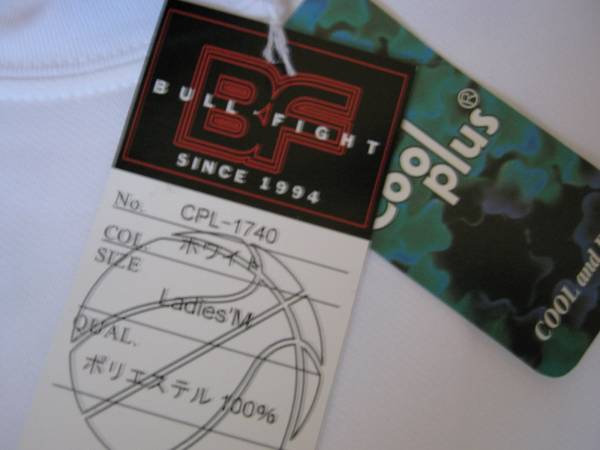 BF
BULL-FIGHT
SINCE 1994
No. CPL-1740
COL ホワイト
SIZE
Ladies'M
QUAL.
ポリエステル 100%
cool
plus®
COOL and